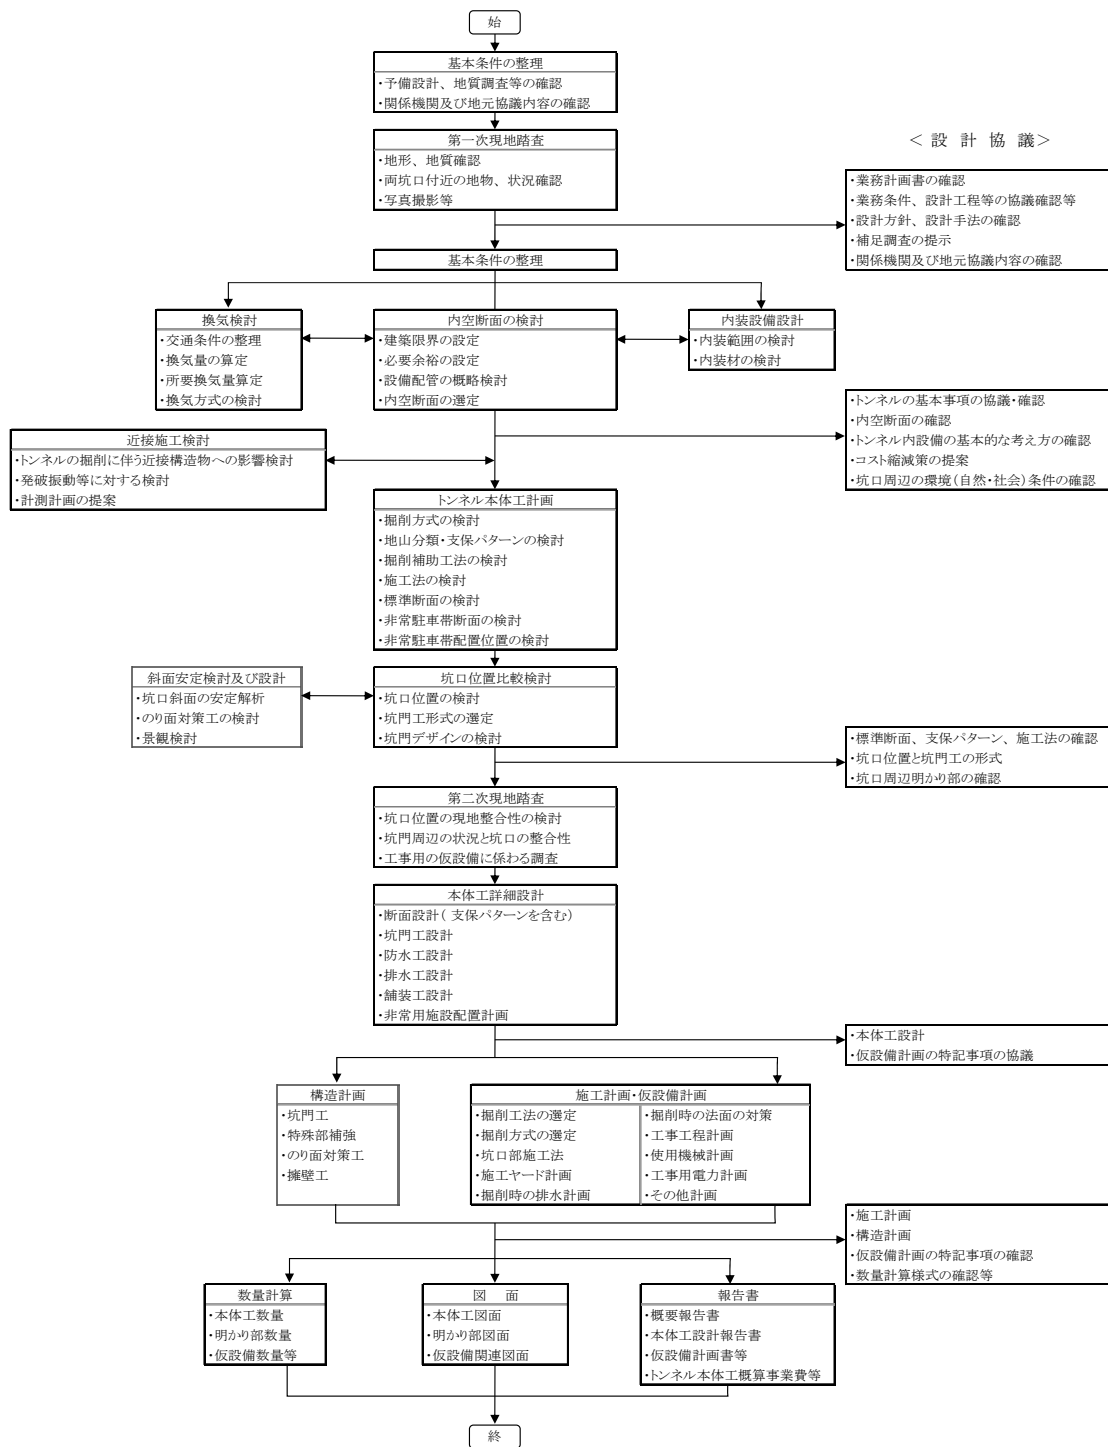 始
基本条件の整理
・予備設計、地質調査等の確認
・関係機関及び地元協議内容の確認
第一次現地踏査
・地形、地質確認
・両坑口付近の地物、状況確認
・写真撮影等
＜ 設 計 協 議＞
・業務計画書の確認
・業務条件、設計工程等の協議確認等
・設計方針、設計手法の確認
・補足調査の提示
・関係機関及び地元協議内容の確認
基本条件の整理
換気検討
・交通条件の整理
・換気量の算定
・所要換気量算定
・換気方式の検討
内空断面の検討
・建築限界の設定
・必要余裕の設定
・設備配管の概略検討
・内空断面の選定
内装設備設計
・内装範囲の検討
・内装材の検討
・トンネルの基本事項の協議・確認
・内空断面の確認
・トンネル内設備の基本的な考え方の確認
・コスト縮減策の提案
・坑口周辺の環境（自然・社会）条件の確認
近接施工検討
・トンネルの掘削に伴う近接構造物への影響検討
・発破振動等に対する検討
・計測計画の提案
トンネル本体工計画
・掘削方式の検討
・地山分類・支保パターンの検討
・掘削補助工法の検討
・施工法の検討
・標準断面の検討
・非常駐車帯断面の検討
・非常駐車帯配置位置の検討
斜面安定検討及び設計
・坑口斜面の安定解析
・のり面対策工の検討
・景観検討
坑口位置比較検討
・坑口位置の検討
・坑門工形式の選定
・坑門デザインの検討
・標準断面、支保パターン、施工法の確認
・坑口位置と坑門工の形式
・坑口周辺明かり部の確認
第二次現地踏査
・坑口位置の現地整合性の検討
・坑門周辺の状況と坑口の整合性
・工事用の仮設備に係わる調査
本体工詳細設計
・断面設計（ 支保パターンを含む）
・坑門工設計
・防水工設計
・排水工設計
・舗装工設計
・非常用施設配置計画
・本体工設計
・仮設備計画の特記事項の協議
構造計画
・坑門工
・特殊部補強
・のり面対策工
・擁壁工
施工計画・仮設備計画
・掘削工法の選定
・掘削方式の選定
・坑口部施工法
・施工ヤード計画
・掘削時の排水計画
・掘削時の法面の対策
・工事工程計画
・使用機械計画
・工事用電力計画
・その他計画
・施工計画
・構造計画
・仮設備計画の特記事項の確認
・数量計算様式の確認等
数量計算
・本体工数量
・明かり部数量
・仮設備数量等
図　面
・本体工図面
・明かり部図面
・仮設備関連図面
報告書
・概要報告書
・本体工設計報告書
・仮設備計画書等
・トンネル本体工概算事業費等
終